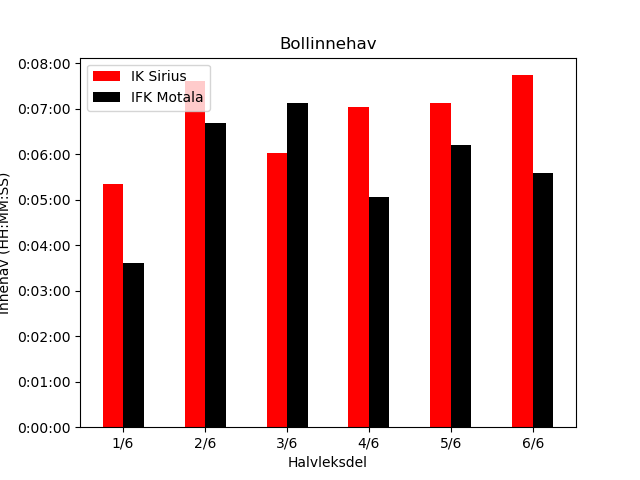 Bollinnehav
IK Sirius
IFK Motala
0:08:00
0:07:00
0:06:00
0:05:00
0:04:00
0:03:00
0:02:00
0:01:00
0:00:00
Innehav (HH:MM:SS)
1/6 2/6 3/6 4/6 5/6 6/6
Halvleksdel